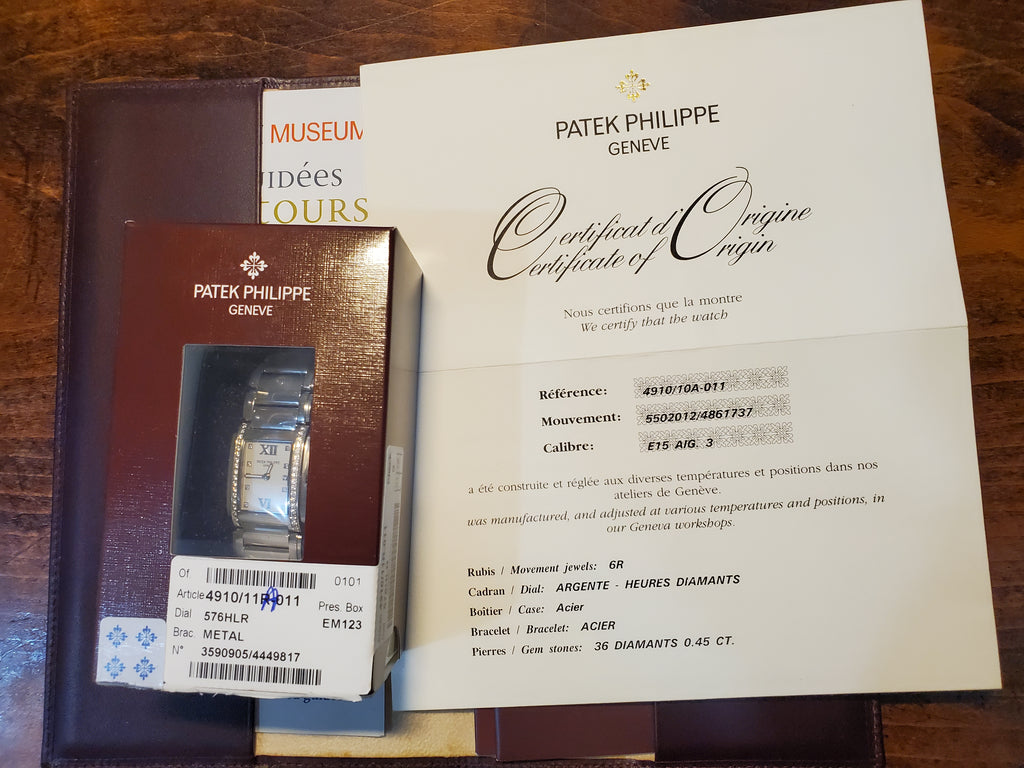 MUSEUM
IDées
TOURS
PATEK PHILIPPE
GENEVE
XII
VI
Of 0101
Article 4910/11R-011 A
Pres. Box
Dial 576HLR
EM123
Brac. METAL
N° 3590905/4449817
PATEK PHILIPPE
GENEVE
Certificat d'Origine
Certificate of Origin
Nous certifions que la montre
We certify that the watch
Référence: 4910/10A-011
Mouvement: 5502012/4861737
Calibre: E15 AIG. 3
a été construite et réglée aux diverses températures et positions dans nos
ateliers de Genève.
was manufactured, and adjusted at various temperatures and positions, in
our Geneva workshops.
Rubis / Movement jewels: 6R
Cadran / Dial: ARGENTE - HEURES DIAMANTS
Boîtier / Case: Acier
Bracelet / Bracelet: ACIER
Pierres / Gem stones: 36 DIAMANTS 0.45 CT.